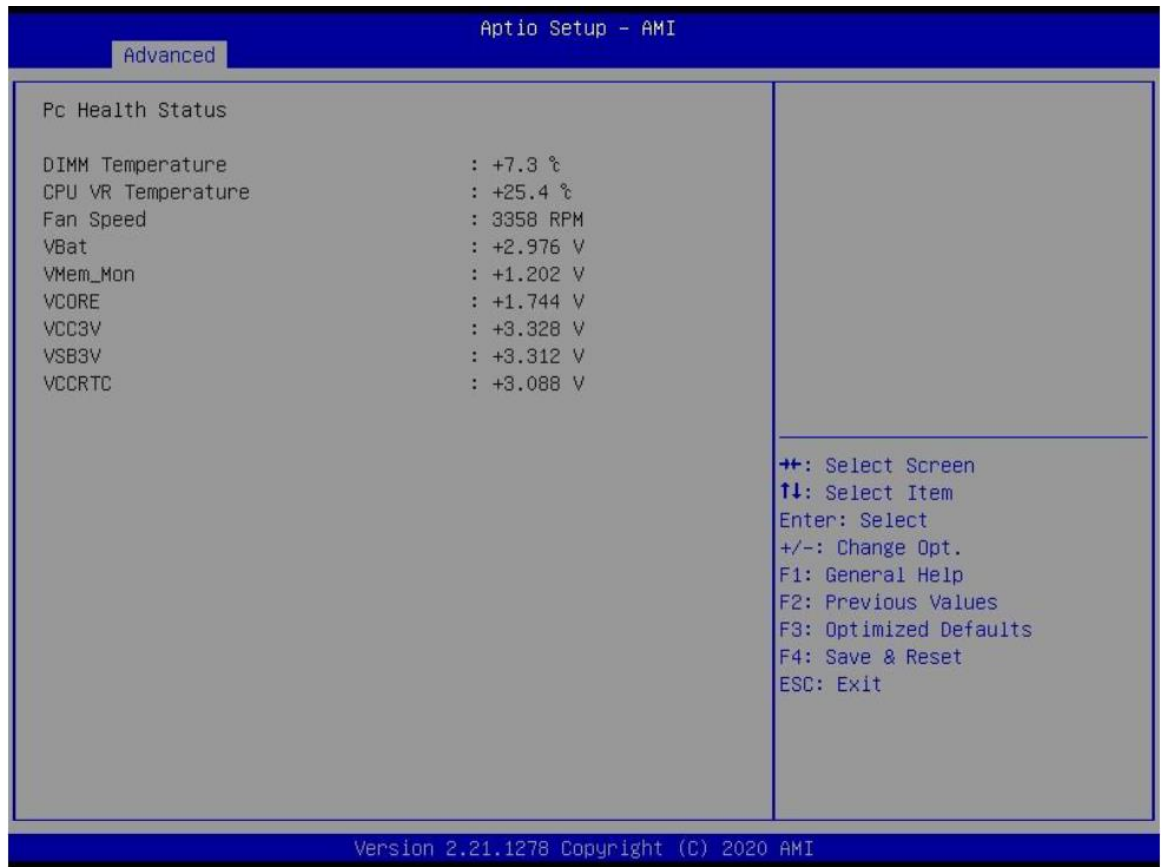 Aptio Setup - AMI
Advanced
Pc Health Status
DIMM Temperature : +7.3 ℃
CPU VR Temperature : +25.4 ℃
Fan Speed : 3358 RPM
VBat : +2.976 V
VMem_Mon : +1.202 V
VCORE : +1.744 V
VCC3V : +3.328 V
VSB3V : +3.312 V
VCCRTC : +3.088 V
→←: Select Screen
↑↓: Select Item
Enter: Select
+/-: Change Opt.
F1: General Help
F2: Previous Values
F3: Optimized Defaults
F4: Save & Reset
ESC: Exit
Version 2.21.1278 Copyright (C) 2020 AMI